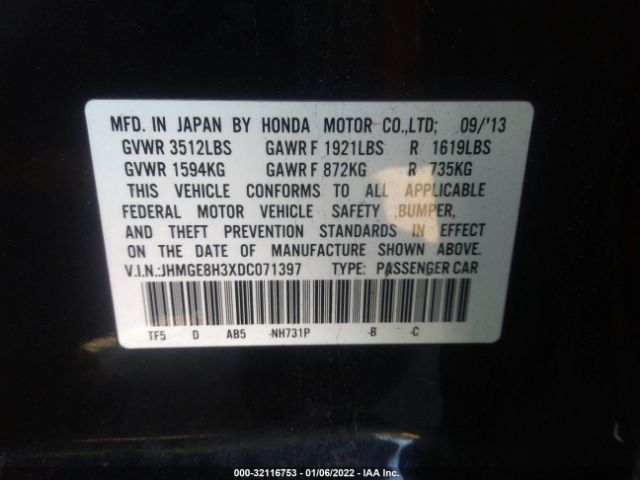 MFD. IN JAPAN BY HONDA MOTOR CO.,LTD; 09/'13
GVWR 3512LBS GAWR F 1921LBS R 1619LBS
GVWR 1594KG GAWR F 872KG R 735KG
THIS VEHICLE CONFORMS TO ALL APPLICABLE
FEDERAL MOTOR VEHICLE SAFETY ,BUMPER,
AND THEFT PREVENTION STANDARDS IN EFFECT
ON THE DATE OF MANUFACTURE SHOWN ABOVE.
V.I.N.:JHMGE8H3XDC071397 TYPE: PASSENGER CAR
TF5 D AB5 -NH731P -B -C
000-32116753 - 01/06/2022 - IAA Inc.